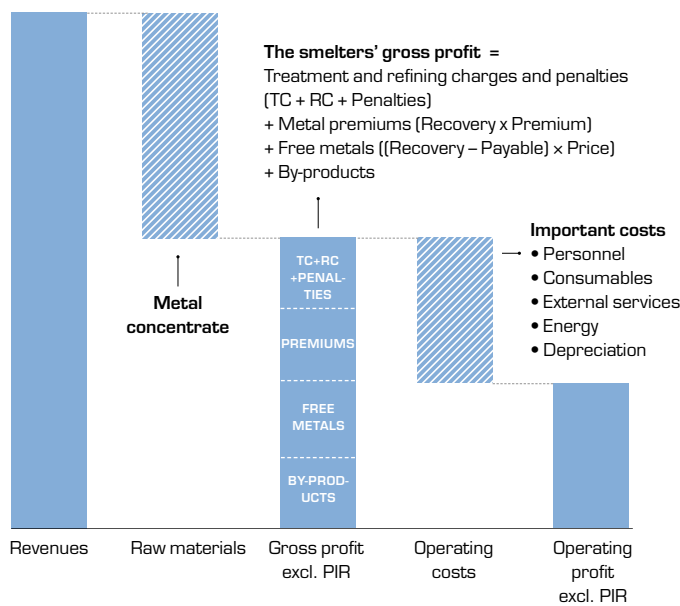 The smelters’ gross profit =
Treatment and refining charges and penalties
(TC + RC + Penalties)
+ Metal premiums (Recovery x Premium)
+ Free metals ((Recovery – Payable) × Price)
+ By-products
Important costs
• Personnel
• Consumables
• External services
• Energy
• Depreciation
Metal
concentrate
TC+RC
+PENAL-
TIES
PREMIUMS
FREE
METALS
BY-PROD-
UCTS
Revenues
Raw materials
Gross profit
excl. PIR
Operating
costs
Operating
profit
excl. PIR